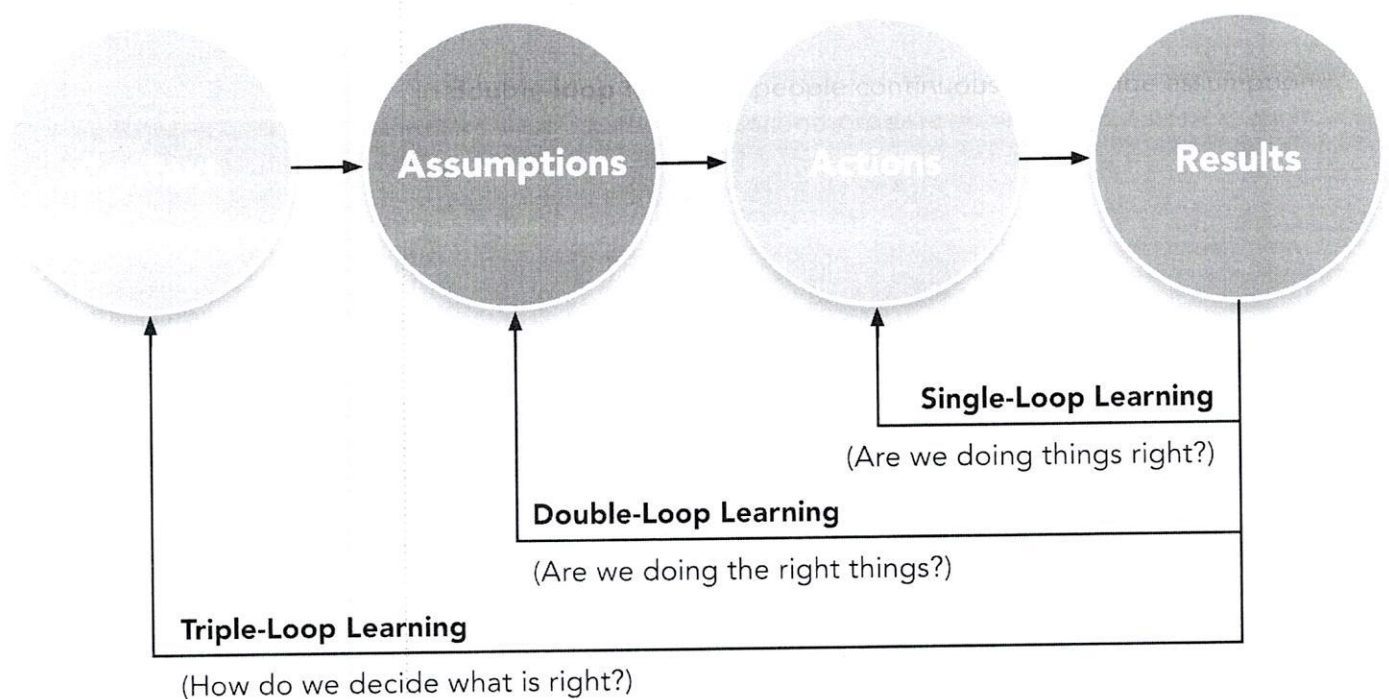 Assumptions
Actions
Results
Single-Loop Learning
(Are we doing things right?)
Double-Loop Learning
(Are we doing the right things?)
Triple-Loop Learning
(How do we decide what is right?)